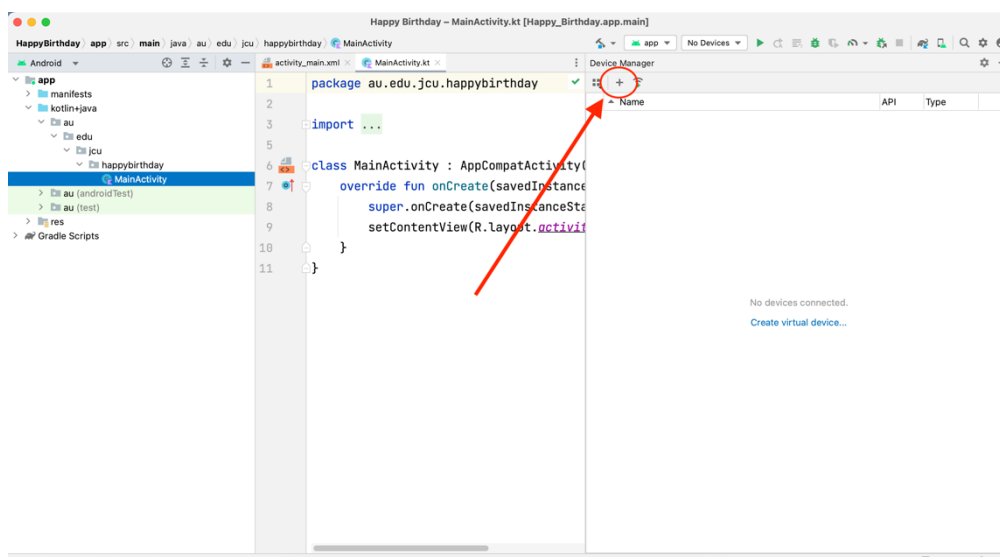 Happy Birthday – MainActivity.kt [Happy_Birthday.app.main]
HappyBirthday app src main java au edu jcu happybirthday MainActivity
app No Devices
Android
activity_main.xml MainActivity.kt
Device Manager
app
manifests
kotlin+java
au
edu
jcu
happybirthday
MainActivity
au (androidTest)
au (test)
res
Gradle Scripts
1 package au.edu.jcu.happybirthday
2
3 import ...
5
6 class MainActivity : AppCompatActivity(
7 override fun onCreate(savedInstance
8 super.onCreate(savedInstanceSta
9 setContentView(R.layout.activit
10 }
11 }
Name API Type
No devices connected.
Create virtual device...